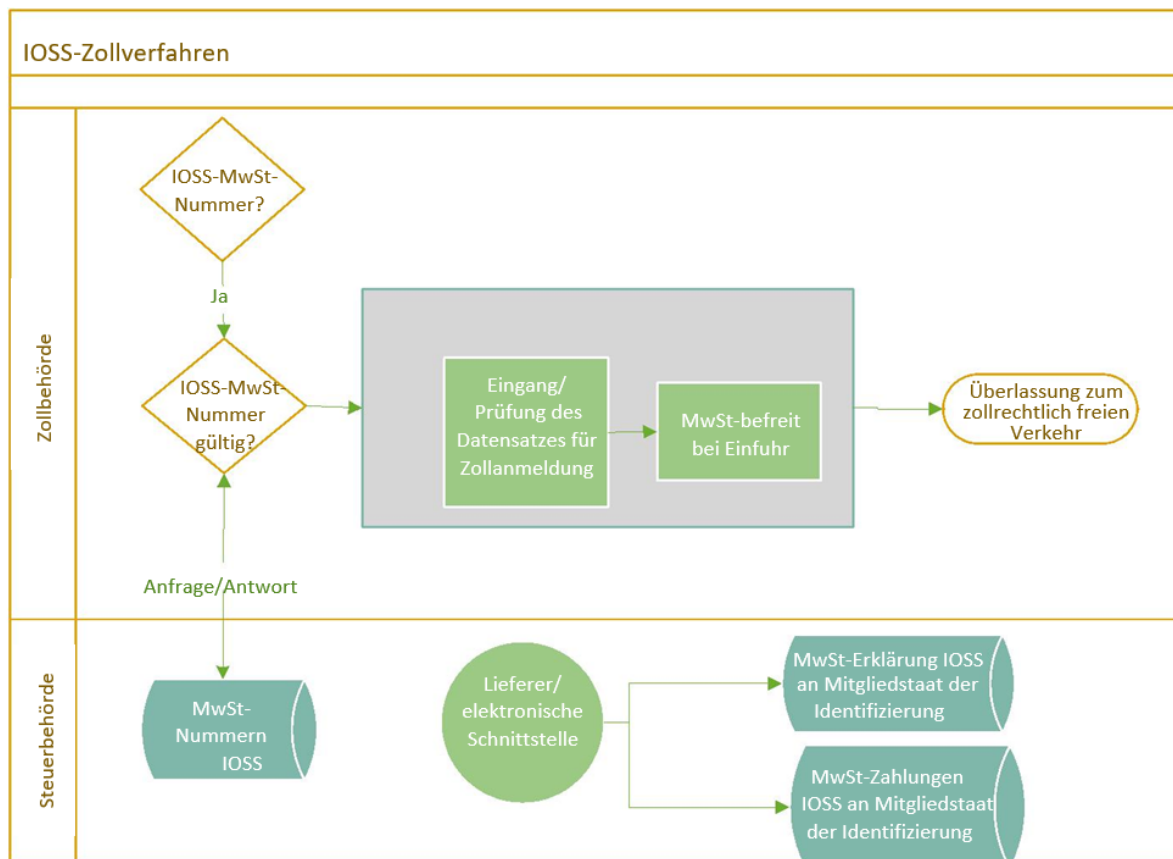 IOSS-Zollverfahren
Zollbehörde
IOSS-MwSt-
Nummer?
Ja
IOSS-MwSt-
Nummer
gültig?
Eingang/
Prüfung des
Datensatzes für
Zollanmeldung
MwSt-befreit
bei Einfuhr
Überlassung zum
zollrechtlich freien
Verkehr
Anfrage/Antwort
Steuerbehörde
MwSt-
Nummern
IOSS
Lieferer/
elektronische
Schnittstelle
MwSt-Erklärung IOSS
an Mitgliedstaat der
Identifizierung
MwSt-Zahlungen
IOSS an Mitgliedstaat
der Identifizierung